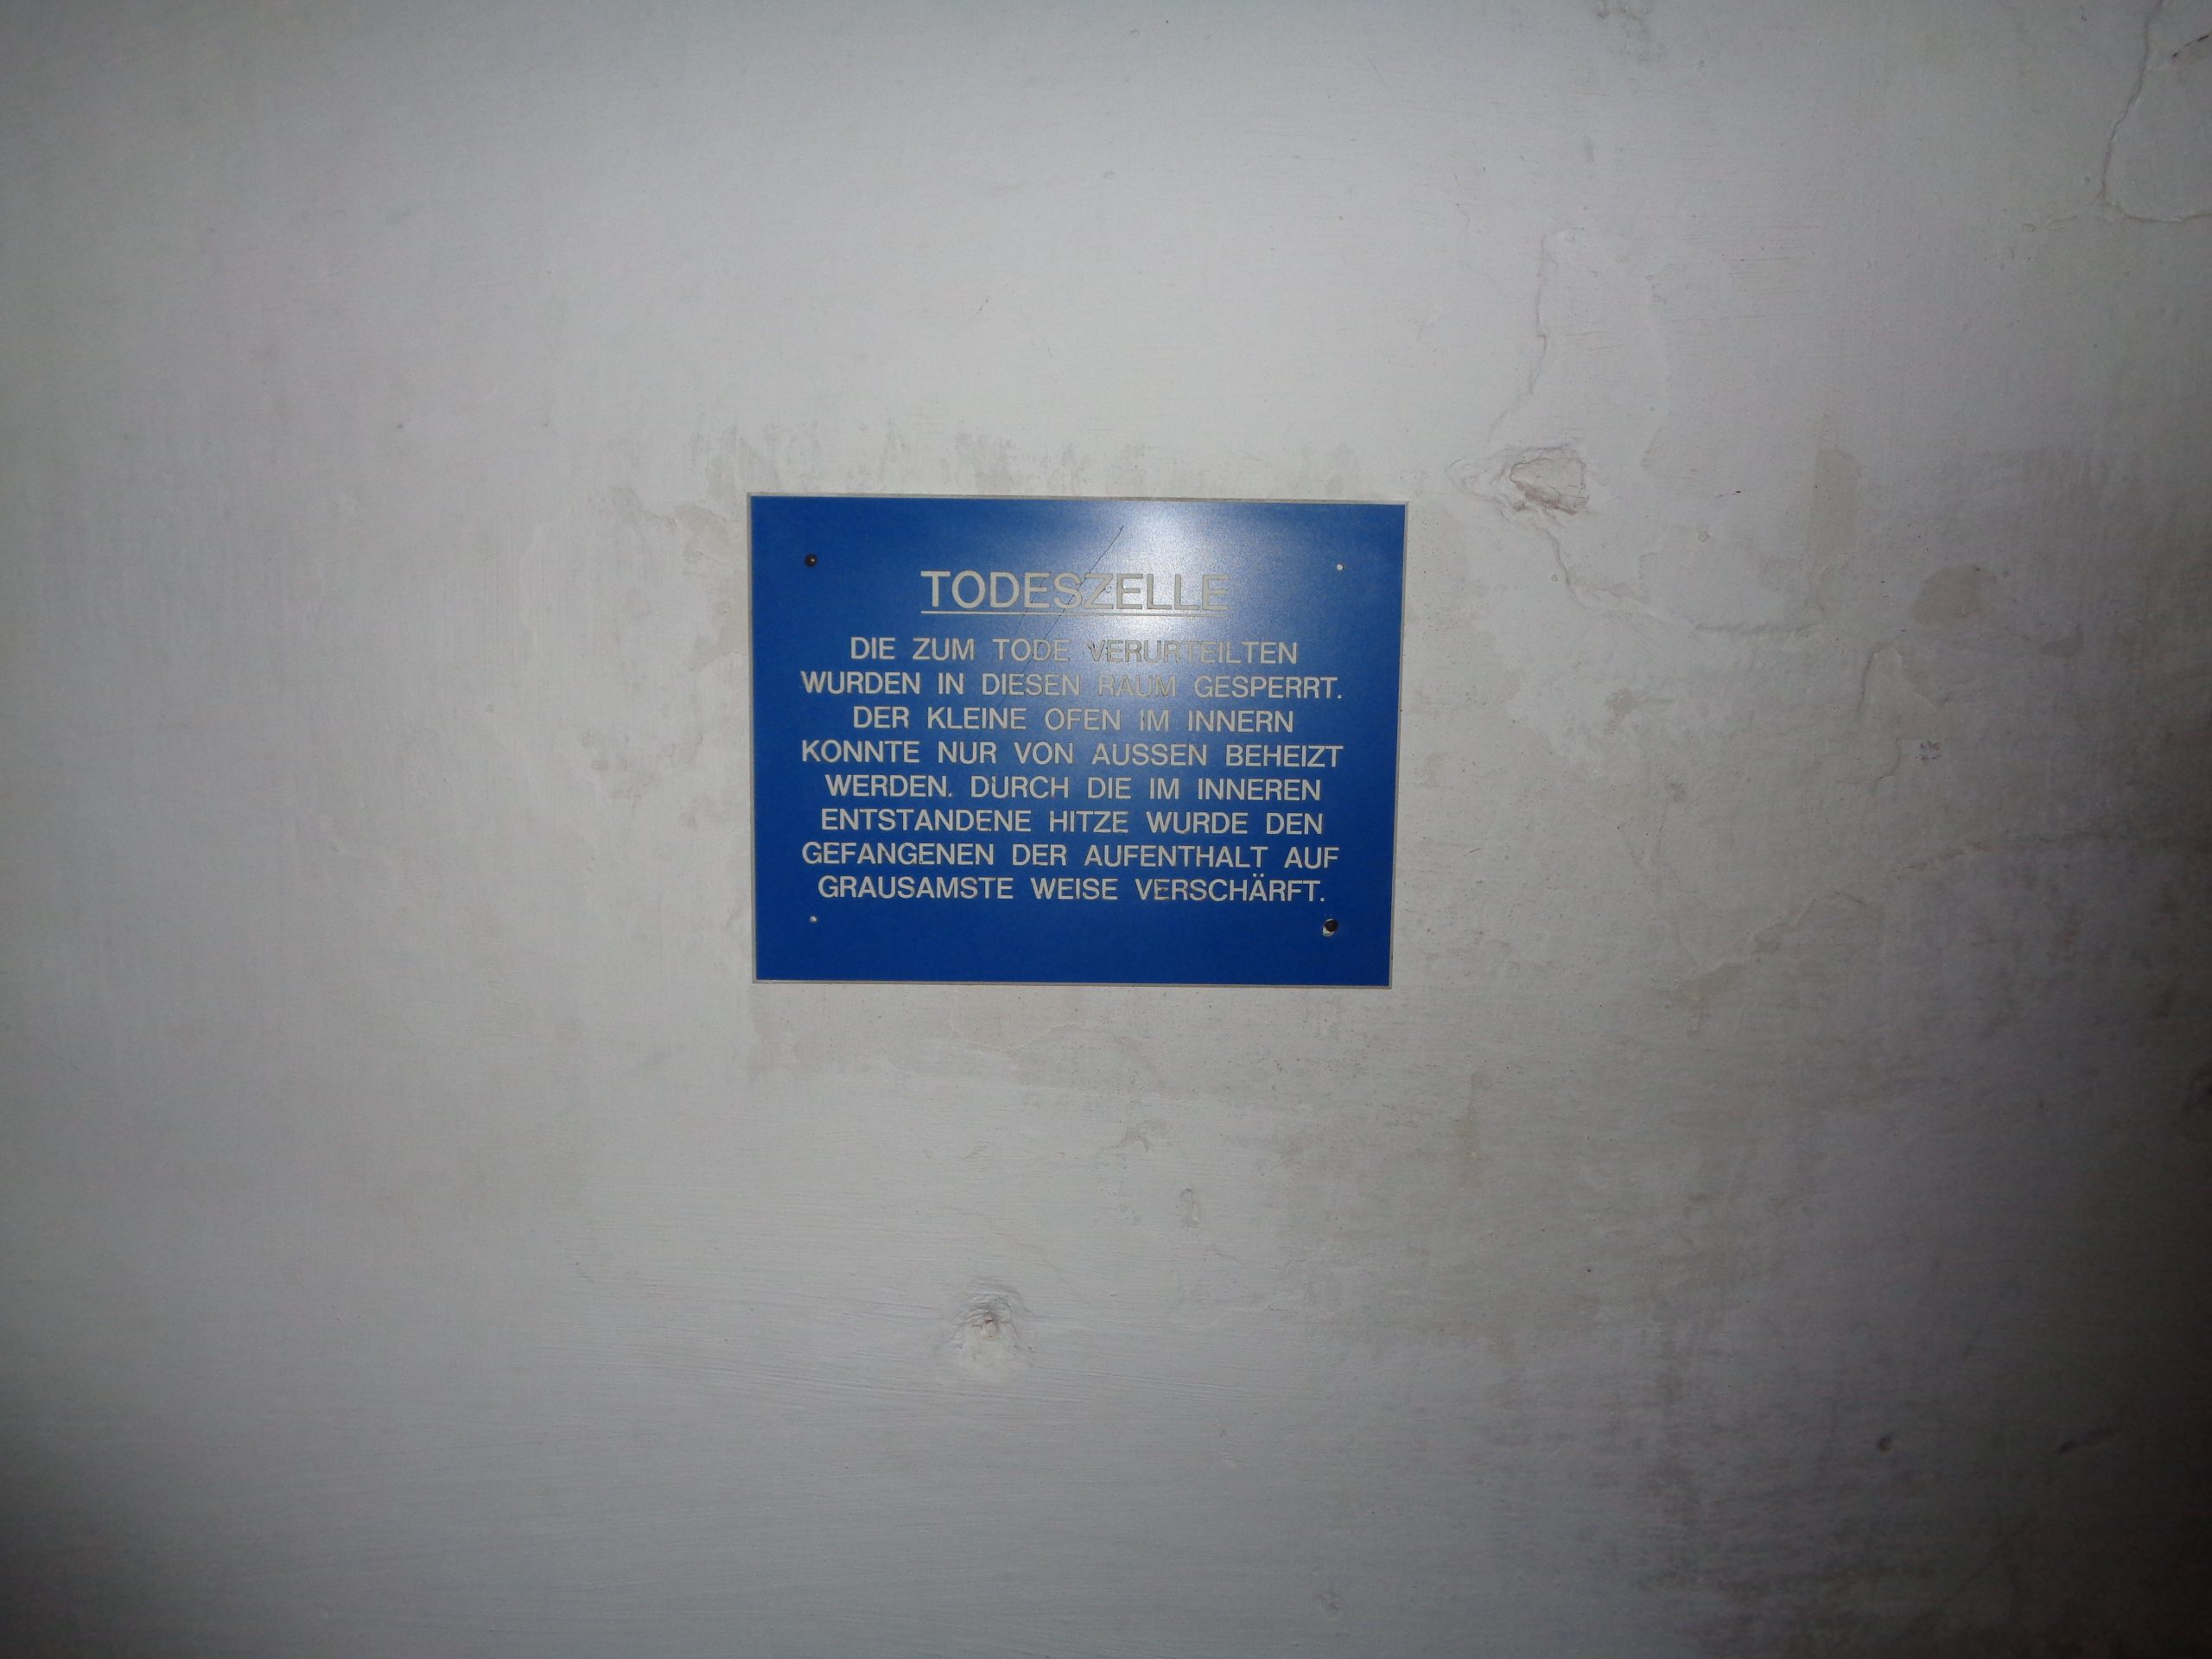 TODESZELLE
DIE ZUM TODE VERURTEILTEN
WURDEN IN DIESEN RAUM GESPERRT.
DER KLEINE OFEN IM INNERN
KONNTE NUR VON AUSSEN BEHEIZT
WERDEN. DURCH DIE IM INNEREN
ENTSTANDENE HITZE WURDE DEN
GEFANGENEN DER AUFENTHALT AUF
GRAUSAMSTE WEISE VERSCHÄRFT.